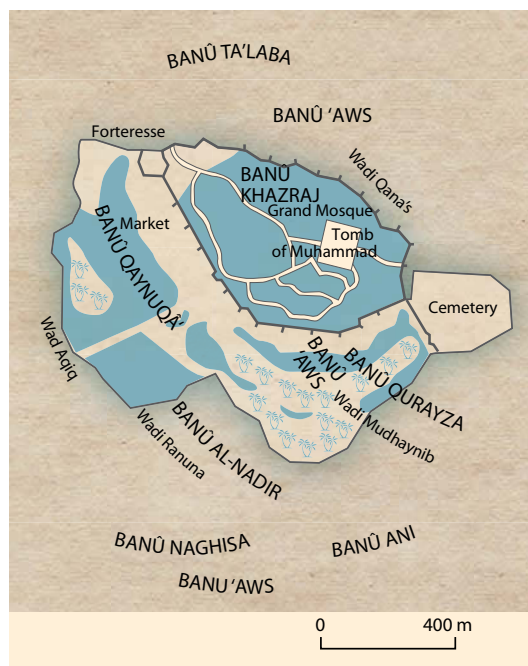 BANÛ TA’LABA
BANÛ ‘AWS
Forteresse
Wadi Qana’s
BANÛ
KHAZRAJ
Grand Mosque
Market
Tomb
of Muhammad
BANÛ QAYNUQÂ’
Cemetery
Wad Aqiq
BANÛ
‘AWS
BANÛ QURAYZA
Wadi Mudhaynib
Wadi Ranuna
BANÛ AL-NADIR
BANÛ NAGHISA
BANÛ ANI
BANU ‘AWS
0 400 m